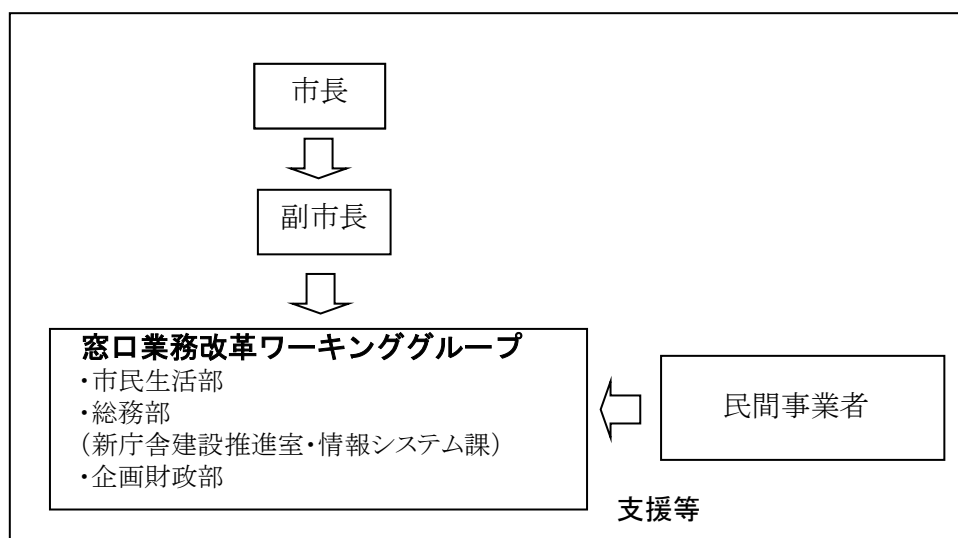 市長
副市長
窓口業務改革ワーキンググループ
・市民生活部
・総務部
(新庁舎建設推進室・情報システム課)
・企画財政部
民間事業者
支援等